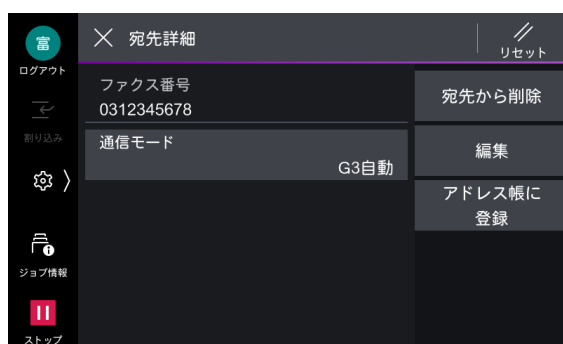 富
ログアウト
割り込み
ジョブ情報
ストップ
宛先詳細
リセット
ファクス番号
0312345678
通信モード
G3自動
宛先から削除
編集
アドレス帳に
登録